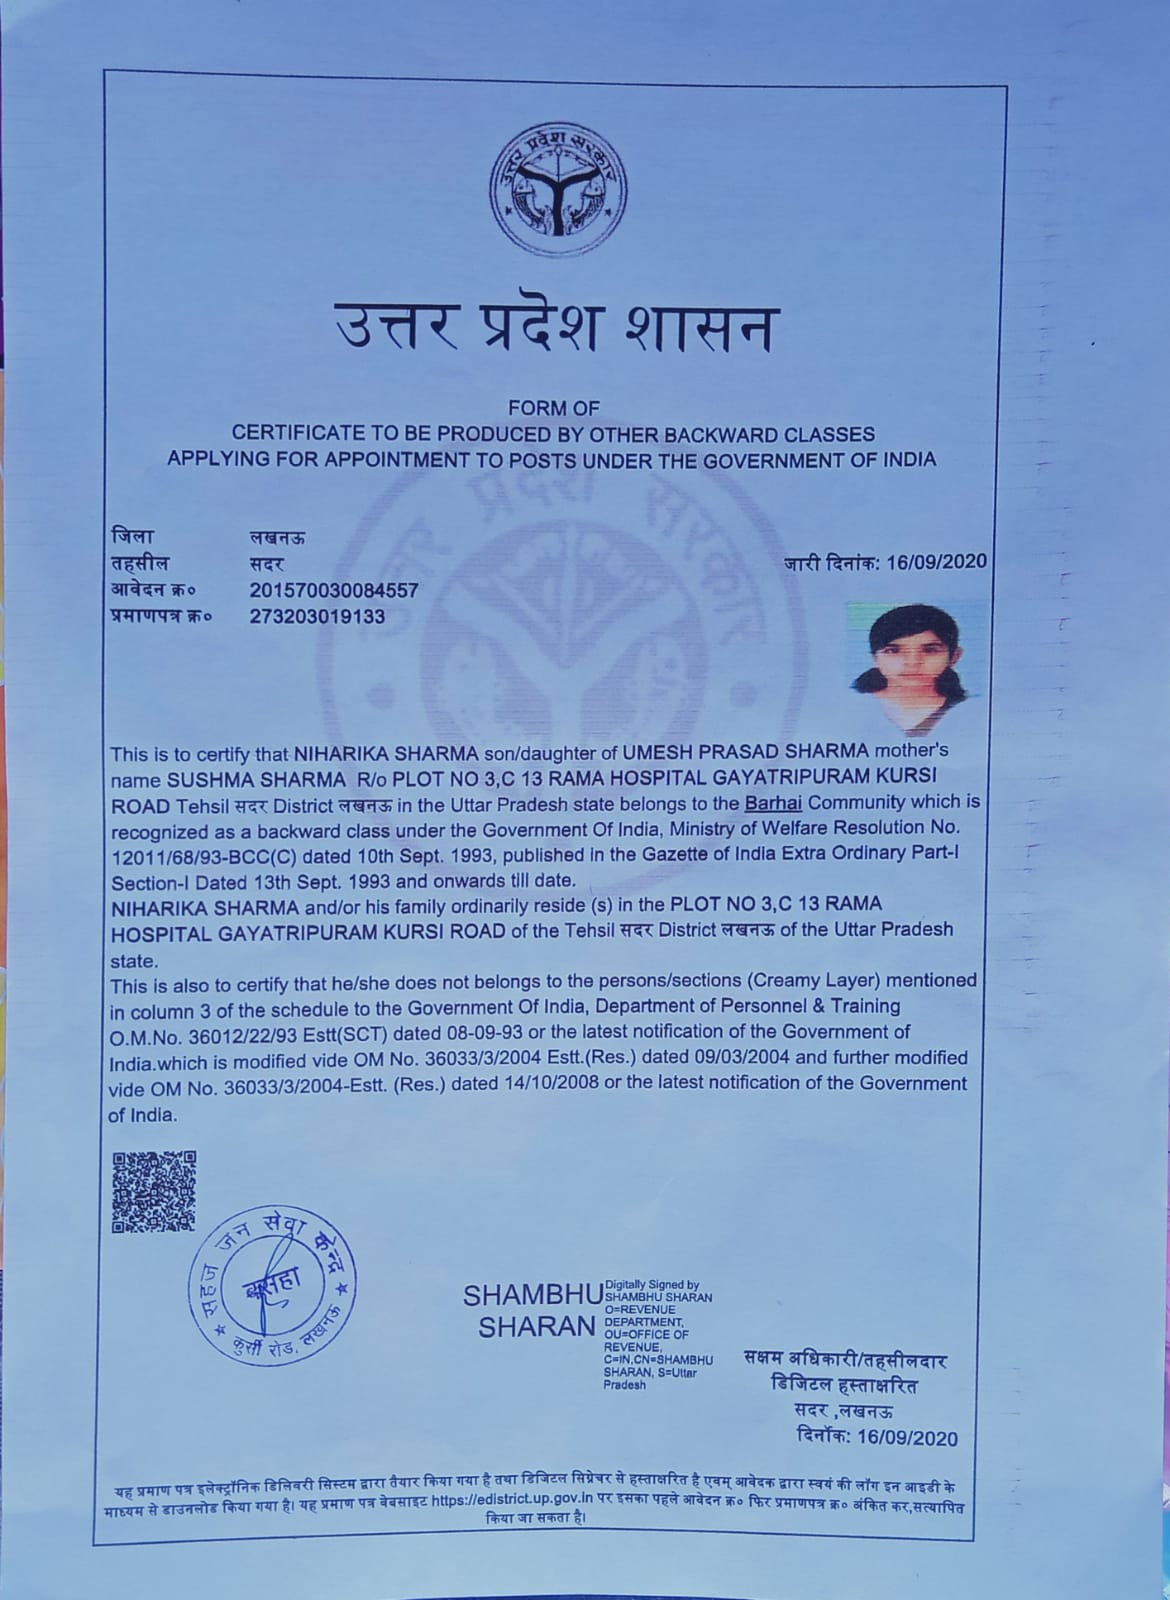 उत्तर प्रदेश सरकार
उत्तर प्रदेश शासन
FORM OF
CERTIFICATE TO BE PRODUCED BY OTHER BACKWARD CLASSES
APPLYING FOR APPOINTMENT TO POSTS UNDER THE GOVERNMENT OF INDIA
जिला लखनऊ
तहसील सदर
जारी दिनांक: 16/09/2020
आवेदन क्र० 201570030084557
प्रमाणपत्र क्र० 273203019133
This is to certify that NIHARIKA SHARMA son/daughter of UMESH PRASAD SHARMA mother's
name SUSHMA SHARMA R/o PLOT NO 3,C 13 RAMA HOSPITAL GAYATRIPURAM KURSI
ROAD Tehsil सदर District लखनऊ in the Uttar Pradesh state belongs to the Barhai Community which is
recognized as a backward class under the Government Of India, Ministry of Welfare Resolution No.
12011/68/93-BCC(C) dated 10th Sept. 1993, published in the Gazette of India Extra Ordinary Part-I
Section-I Dated 13th Sept. 1993 and onwards till date.
NIHARIKA SHARMA and/or his family ordinarily reside (s) in the PLOT NO 3,C 13 RAMA
HOSPITAL GAYATRIPURAM KURSI ROAD of the Tehsil सदर District लखनऊ of the Uttar Pradesh
state.
This is also to certify that he/she does not belongs to the persons/sections (Creamy Layer) mentioned
in column 3 of the schedule to the Government Of India, Department of Personnel & Training
O.M.No. 36012/22/93 Estt(SCT) dated 08-09-93 or the latest notification of the Government of
India.which is modified vide OM No. 36033/3/2004 Estt.(Res.) dated 09/03/2004 and further modified
vide OM No. 36033/3/2004-Estt. (Res.) dated 14/10/2008 or the latest notification of the Government
of India.
सहज जन सेवा केन्द्र
कुर्सी रोड, लखनऊ
SHAMBHU
SHARAN
Digitally Signed by
SHAMBHU SHARAN
O=REVENUE
DEPARTMENT,
OU=OFFICE OF
REVENUE,
C=IN,CN=SHAMBHU
SHARAN, S=Uttar
Pradesh
सक्षम अधिकारी/तहसीलदार
डिजिटल हस्ताक्षरित
सदर ,लखनऊ
दिनॉक: 16/09/2020
यह प्रमाण पत्र इलेक्ट्रॉनिक डिलिवरी सिस्टम द्वारा तैयार किया गया है तथा डिजिटल सिग्नेचर से हस्ताक्षरित है एवम् आवेदक द्वारा स्वयं की लॉग इन आइडी के
माध्यम से डाउनलोड किया गया है। यह प्रमाण पत्र वेबसाइट https://edistrict.up.gov.in पर इसका पहले आवेदन क्र० फिर प्रमाणपत्र क्र० अंकित कर,सत्यापित
किया जा सकता है।